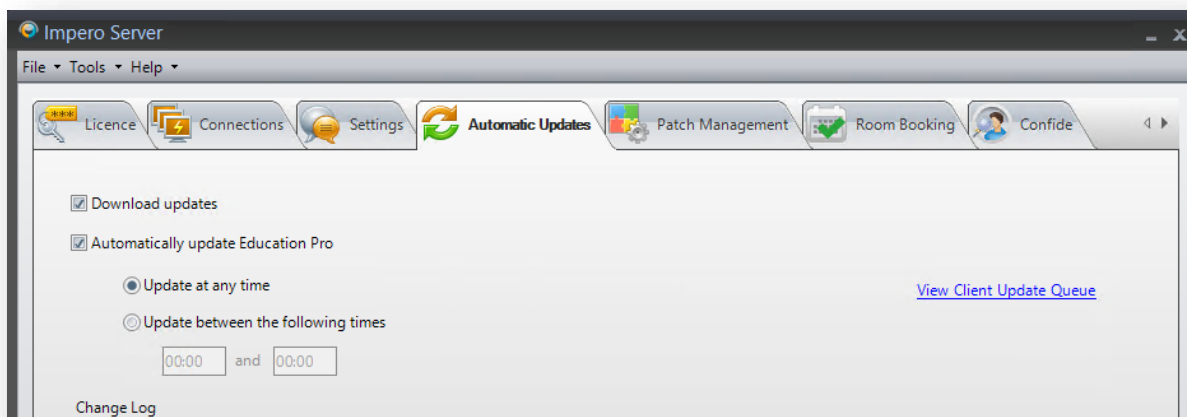 Impero Server
File Tools Help
*** Licence Connections Settings Automatic Updates Patch Management Room Booking Confide
Download updates
Automatically update Education Pro
Update at any time
View Client Update Queue
Update between the following times
00:00 and 00:00
Change Log